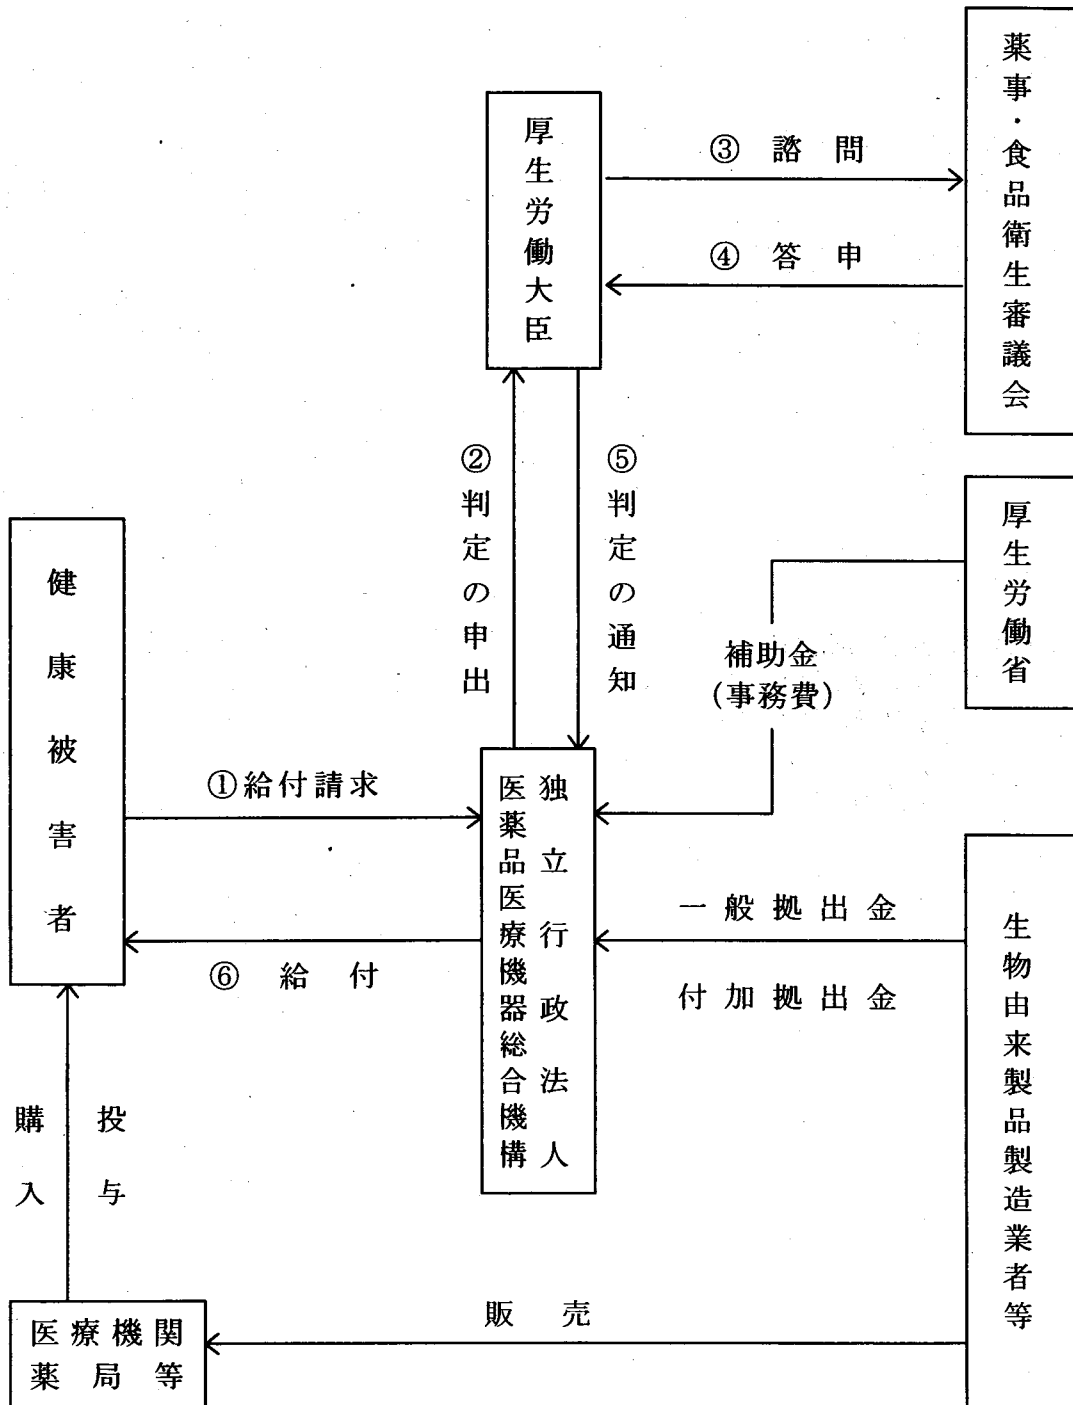 薬事・食品衛生審議会
厚生労働大臣
③ 諮問
④ 答申
②判定の申出
⑤判定の通知
厚生労働省
補助金
(事務費)
健康被害者
①給付請求
⑥ 給付
独立行政法人
医薬品医療機器総合機構
一般拠出金
付加拠出金
生物由来製品製造業者等
投与
購入
販売
医療機関
薬局等